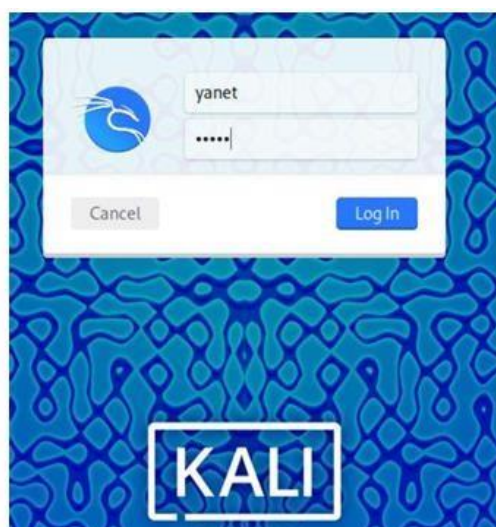 yanet
•••••
Cancel
Log In
KALI